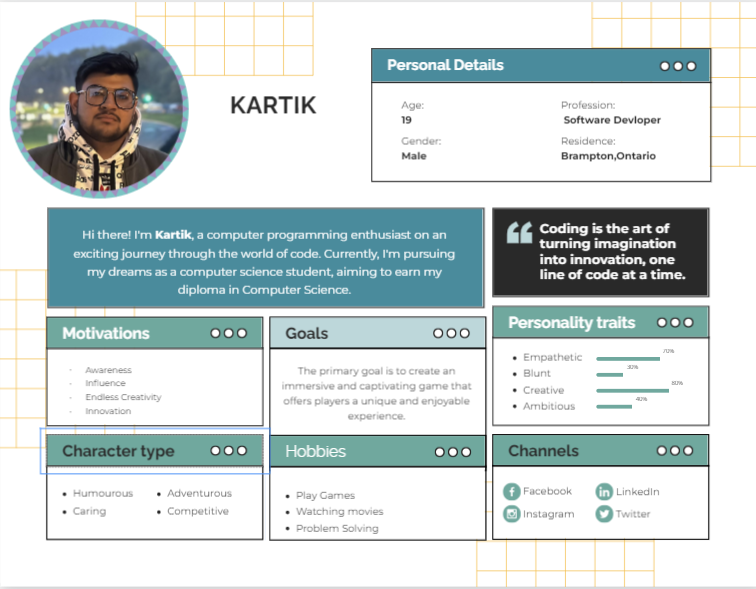 KARTIK
Personal Details
Age:
19
Gender:
Male
Profession:
Software Devloper
Residence:
Brampton,Ontario
Hi there! I'm Kartik, a computer programming enthusiast on an
exciting journey through the world of code. Currently, I'm pursuing
my dreams as a computer science student, aiming to earn my
diploma in Computer Science.
“ Coding is the art of
turning imagination
into innovation, one
line of code at a time.
Motivations
Awareness
Influence
Endless Creativity
Innovation
Goals
The primary goal is to create an
immersive and captivating game that
offers players a unique and enjoyable
experience.
Personality traits
Empathetic 70%
Blunt 30%
Creative 80%
Ambitious 40%
Character type
Humourous
Caring
Adventurous
Competitive
Hobbies
Play Games
Watching movies
Problem Solving
Channels
Facebook
LinkedIn
Instagram
Twitter